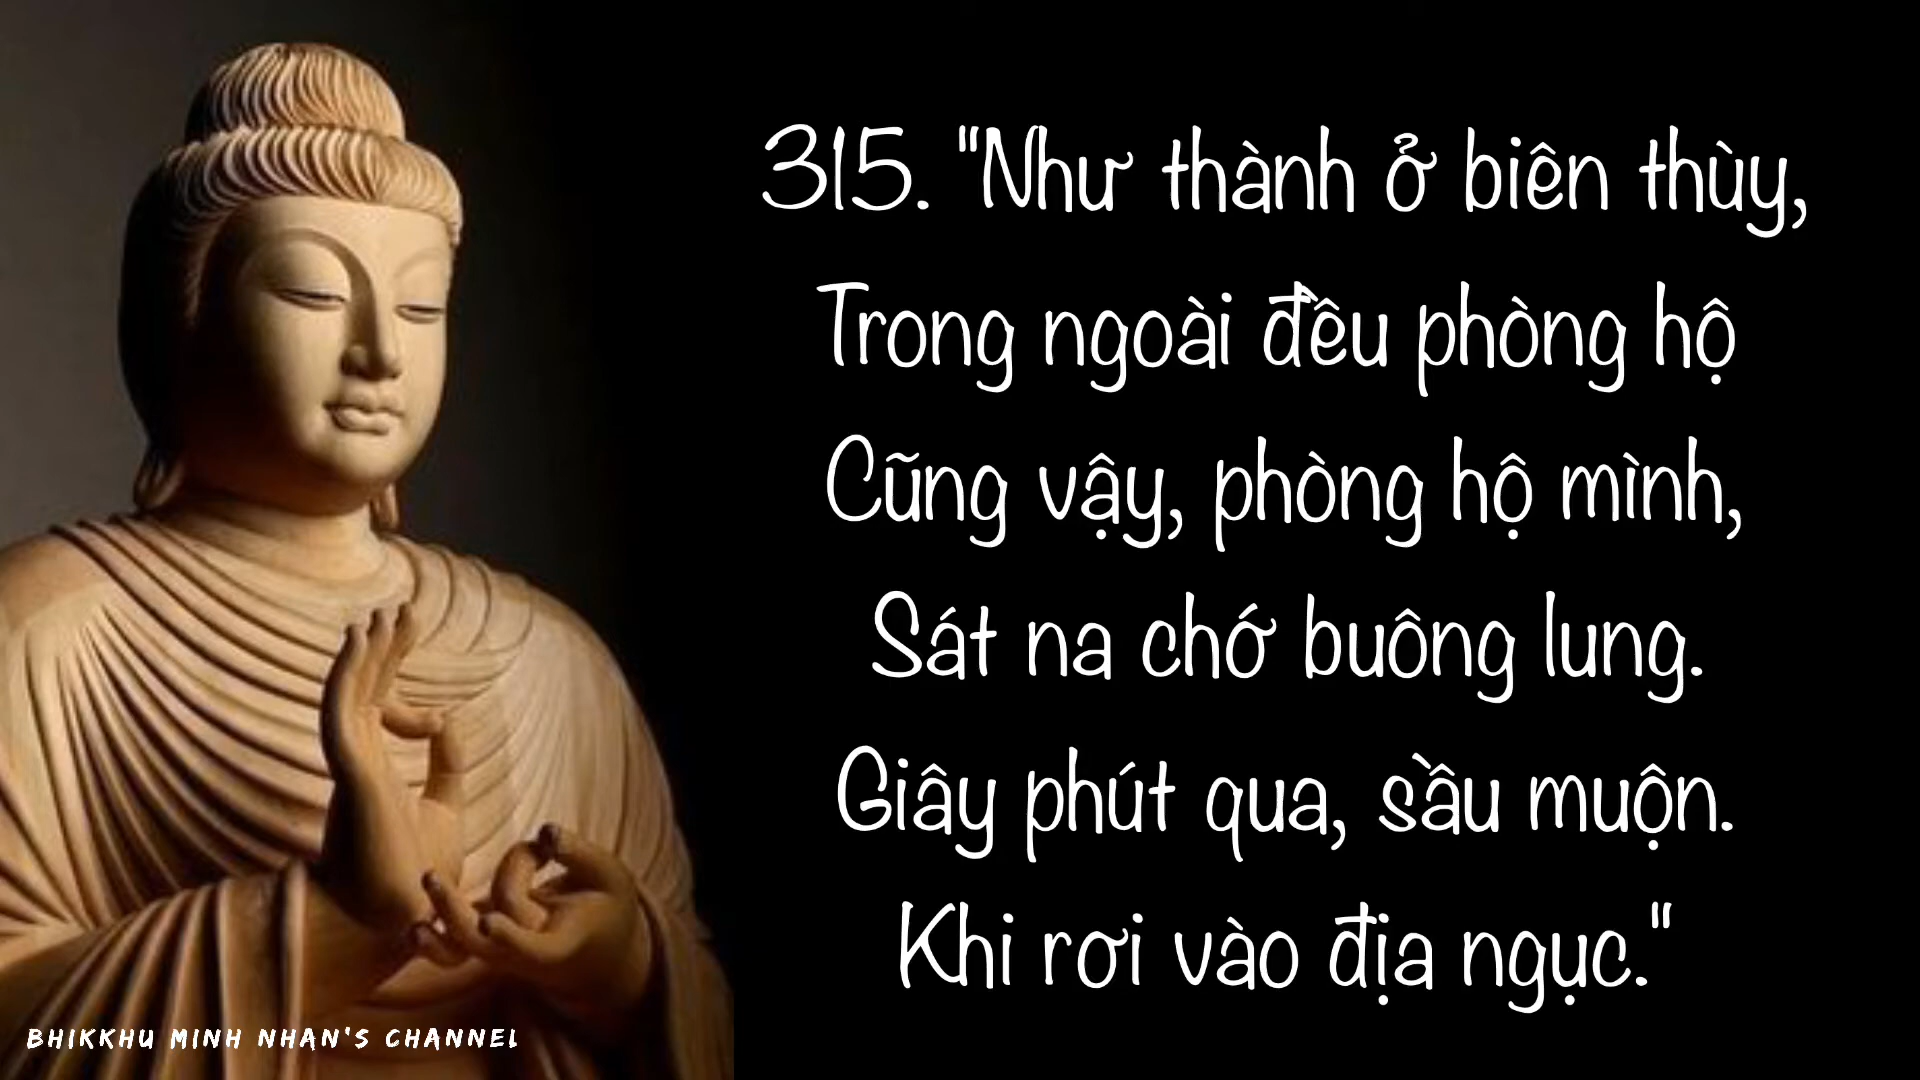 315. "Như thành ở biên thùy,
Trong ngoài đều phòng hộ
Cũng vậy, phòng hộ mình,
Sát na chớ buông lung.
Giây phút qua, sầu muộn.
Khi rơi vào địa ngục."
BHIKKHU MINH NHẠN'S CHANNEL